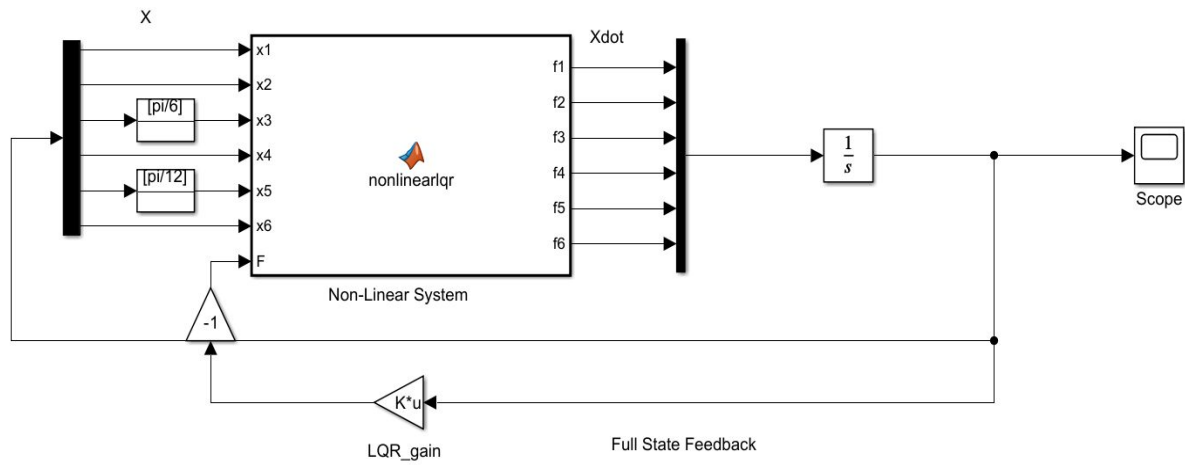 X
Xdot
x1
f1
x2
f2
[pi/6]
x3
f3
x4
f4
[pi/12]
x5
f5
x6
f6
F
nonlinearlqr
1
s
Scope
Non-Linear System
-1
K*u
LQR_gain
Full State Feedback